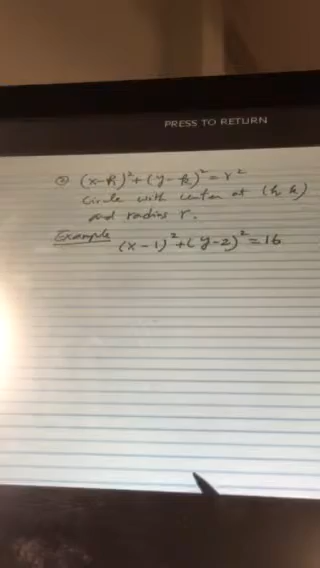 PRESS TO RETURN
② (x-h)²+(y-k)²=r²
Circle with center at (h, k)
and radius r.
Example (x-1)²+(y-2)²=16